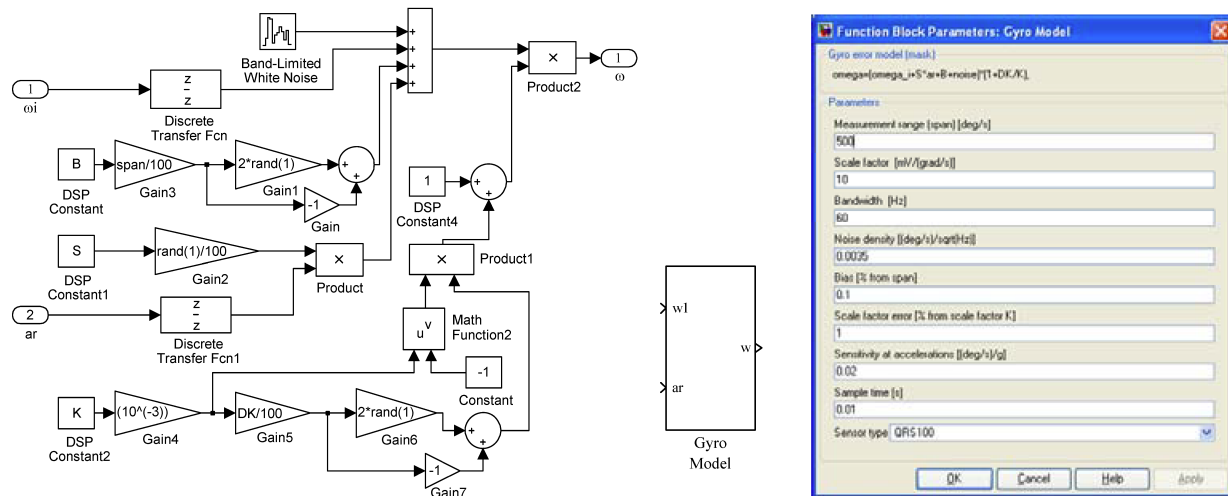 Band-Limited
White Noise
+
+
+
+
×
Product2
1
ω
1
ωi
z
z
Discrete
Transfer Fcn
B
DSP
Constant
span/100
Gain3
2*rand(1)
Gain1
+
+
-1
Gain
1
DSP
Constant4
+
+
S
DSP
Constant1
rand(1)/100
Gain2
×
Product
×
Product1
2
ar
z
z
Discrete
Transfer Fcn1
u^v
Math
Function2
-1
Constant
K
DSP
Constant2
(10^(-3))
Gain4
DK/100
Gain5
2*rand(1)
Gain6
+
+
-1
Gain7
w1
ar
w
Gyro
Model
Function Block Parameters: Gyro Model
Gyro error model (mask)
omega=(omega_i+S*ar+B+noise)*(1+DK/K),
Parameters
Measurement range (span) [deg/s]
500
Scale factor [mV/(grad/s)]
10
Bandwidth [Hz]
60
Noise density [(deg/s)/sqrt(Hz)]
0.0035
Bias [% from span]
0.1
Scale factor error [% from scale factor K]
1
Sensitivity at accelerations [(deg/s)/g]
0.02
Sample time [s]
0.01
Sensor type QRS100
OK Cancel Help Apply